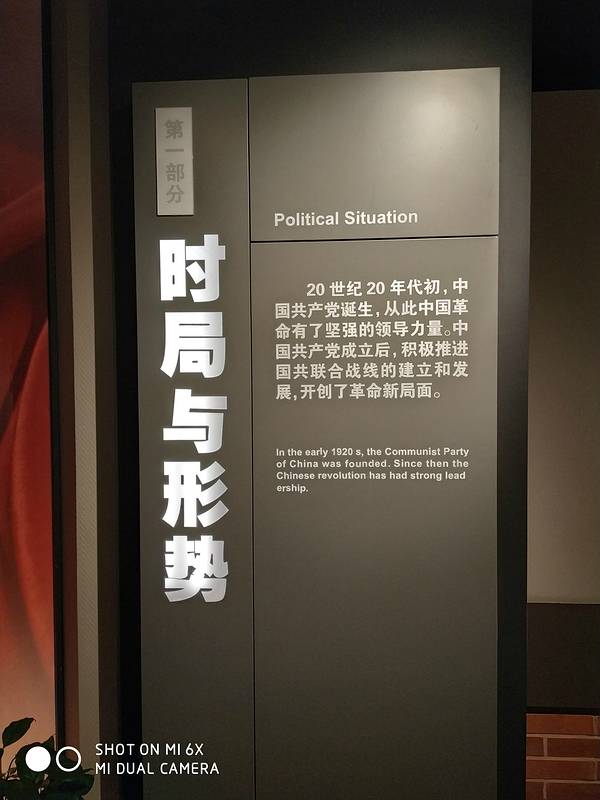 第一部分
时局与形势
Political Situation
20 世纪 20 年代初，中
国共产党诞生，从此中国革
命有了坚强的领导力量。中
国共产党成立后，积极推进
国共联合战线的建立和发
展，开创了革命新局面。
In the early 1920 s, the Communist Party
of China was founded. Since then the
Chinese revolution has had strong lead
ership.
SHOT ON MI 6X
MI DUAL CAMERA